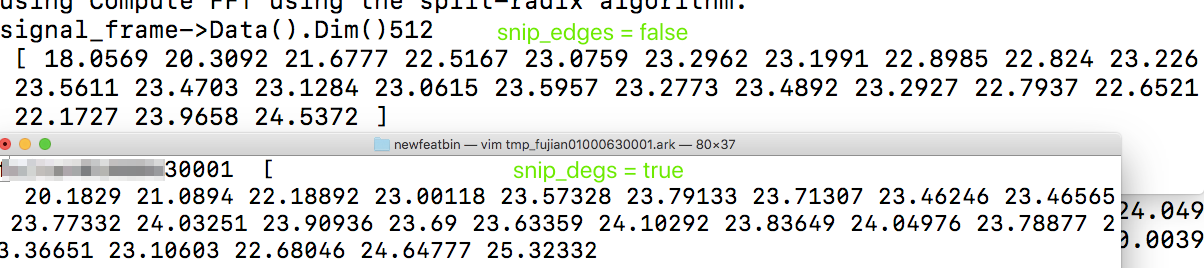 using Compute FFT using the split-radix algorithm.
signal_frame->Data().Dim()512
snip_edges = false
[ 18.0569 20.3092 21.6777 22.5167 23.0759 23.2962 23.1991 22.8985 22.824 23.226
23.5611 23.4703 23.1284 23.0615 23.5957 23.2773 23.4892 23.2927 22.7937 22.6521
22.1727 23.9658 24.5372 ]
newfeatbin — vim tmp_fujian01000630001.ark — 80×37
30001 [
snip_degs = true
20.1829 21.0894 22.18892 23.00118 23.57328 23.79133 23.71307 23.46246 23.46565
23.77332 24.03251 23.90936 23.69 23.63359 24.10292 23.83649 24.04976 23.78877 2
3.36651 23.10603 22.68046 24.64777 25.32332
24.049
0.0039